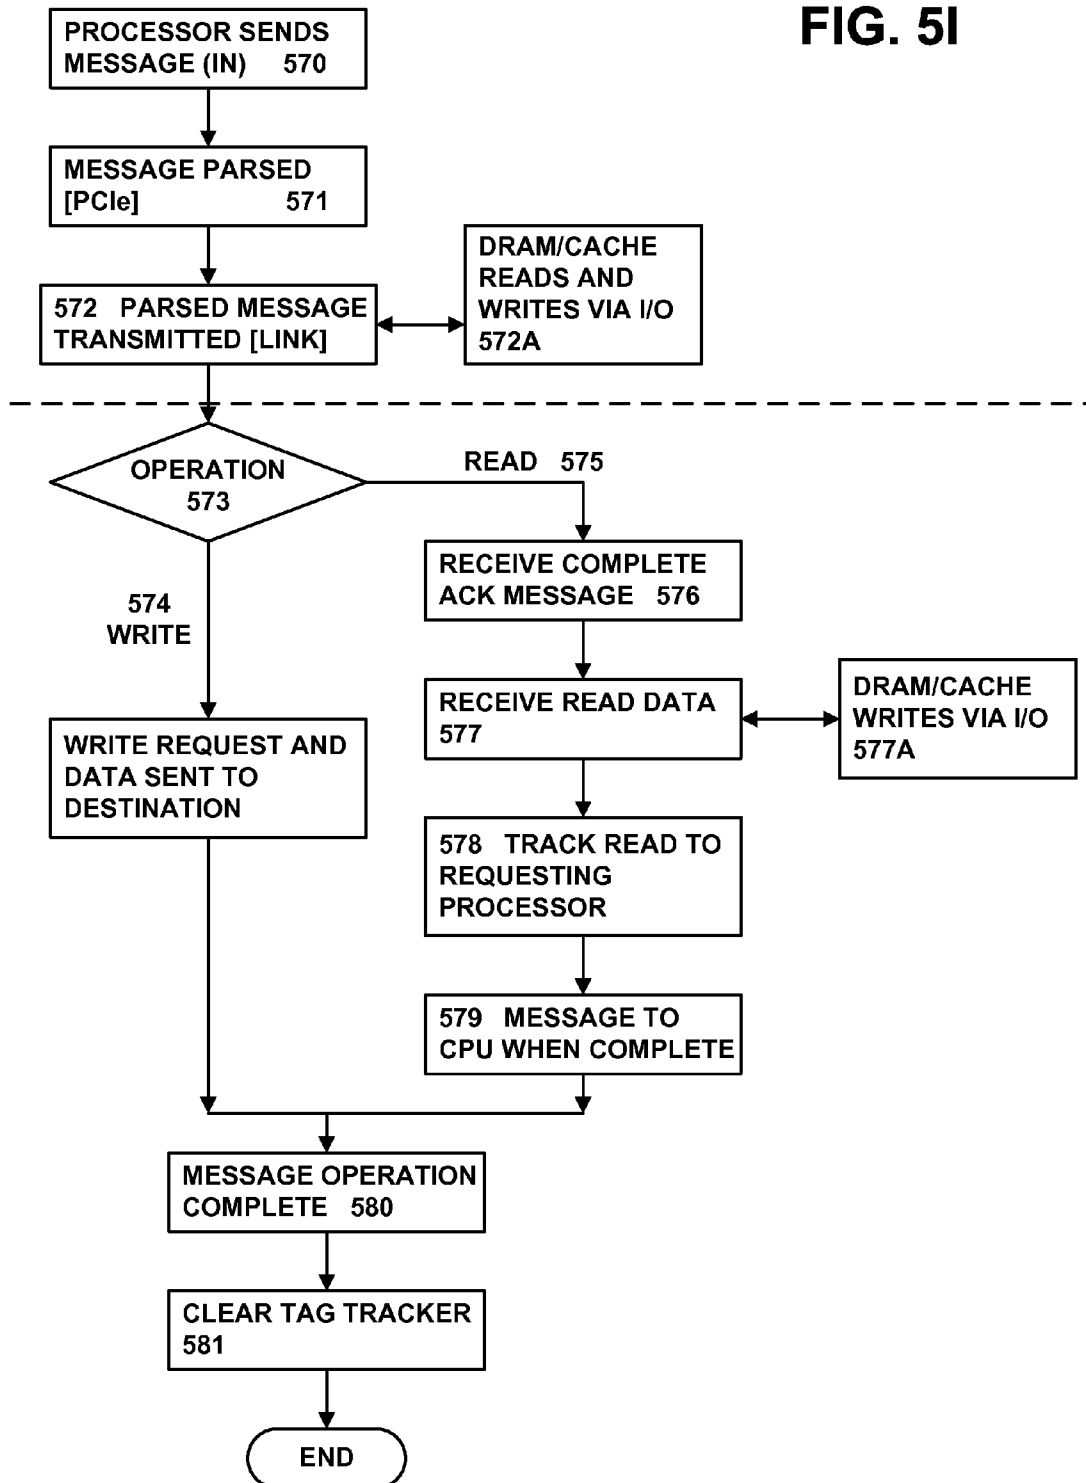 FIG. 5I
PROCESSOR SENDS
MESSAGE (IN) 570
MESSAGE PARSED
[PCIe] 571
572 PARSED MESSAGE
TRANSMITTED [LINK]
DRAM/CACHE
READS AND
WRITES VIA I/O
572A
OPERATION
573
READ 575
574
WRITE
RECEIVE COMPLETE
ACK MESSAGE 576
RECEIVE READ DATA
577
DRAM/CACHE
WRITES VIA I/O
577A
WRITE REQUEST AND
DATA SENT TO
DESTINATION
578 TRACK READ TO
REQUESTING
PROCESSOR
579 MESSAGE TO
CPU WHEN COMPLETE
MESSAGE OPERATION
COMPLETE 580
CLEAR TAG TRACKER
581
END